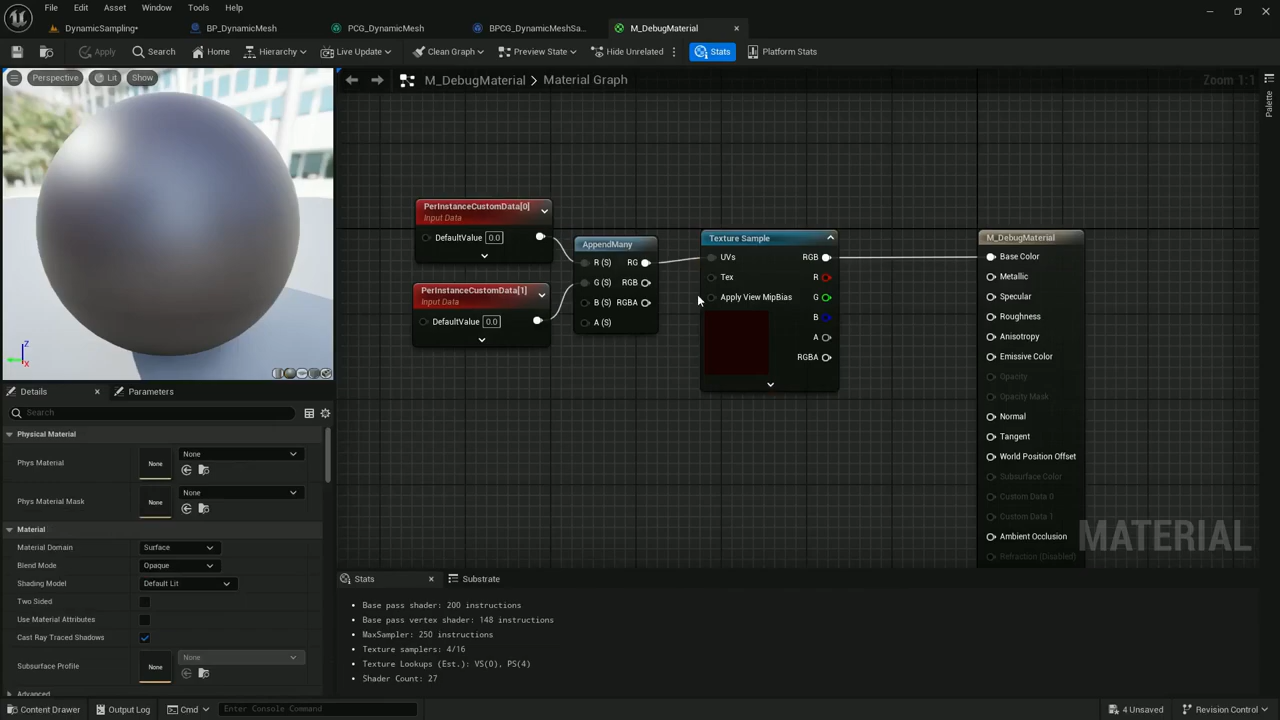 File Edit Asset Window Tools Help
DynamicSampling* BP_DynamicMesh PCG_DynamicMesh BPCG_DynamicMeshSa... M_DebugMaterial
Apply Search Home Hierarchy Live Update Clean Graph Preview State Hide Unrelated Stats Platform Stats
Perspective Lit Show
M_DebugMaterial > Material Graph
Zoom 1:1
Palette
PerInstanceCustomData[0]
Input Data
DefaultValue 0.0
PerInstanceCustomData[1]
Input Data
DefaultValue 0.0
AppendMany
R (S) RG
G (S) RGB
B (S) RGBA
A (S)
Texture Sample
UVs RGB
Tex R
Apply View MipBias G
B
A
RGBA
M_DebugMaterial
Base Color
Metallic
Specular
Roughness
Anisotropy
Emissive Color
Opacity
Opacity Mask
Normal
Tangent
World Position Offset
Subsurface Color
Custom Data 0
Custom Data 1
Ambient Occlusion
Refraction (Disabled)
MATERIAL
Z
X
Details Parameters
Search
Physical Material
Phys Material None None
Phys Material Mask None None
Material
Material Domain Surface
Blend Mode Opaque
Shading Model Default Lit
Two Sided
Use Material Attributes
Cast Ray Traced Shadows
Subsurface Profile None None
Advanced
Stats Substrate
Base pass shader: 200 instructions
Base pass vertex shader: 148 instructions
MaxSampler: 250 instructions
Texture samplers: 4/16
Texture Lookups (Est.): VS(0), PS(4)
Shader Count: 27
Content Drawer Output Log Cmd Enter Console Command 4 Unsaved Revision Control